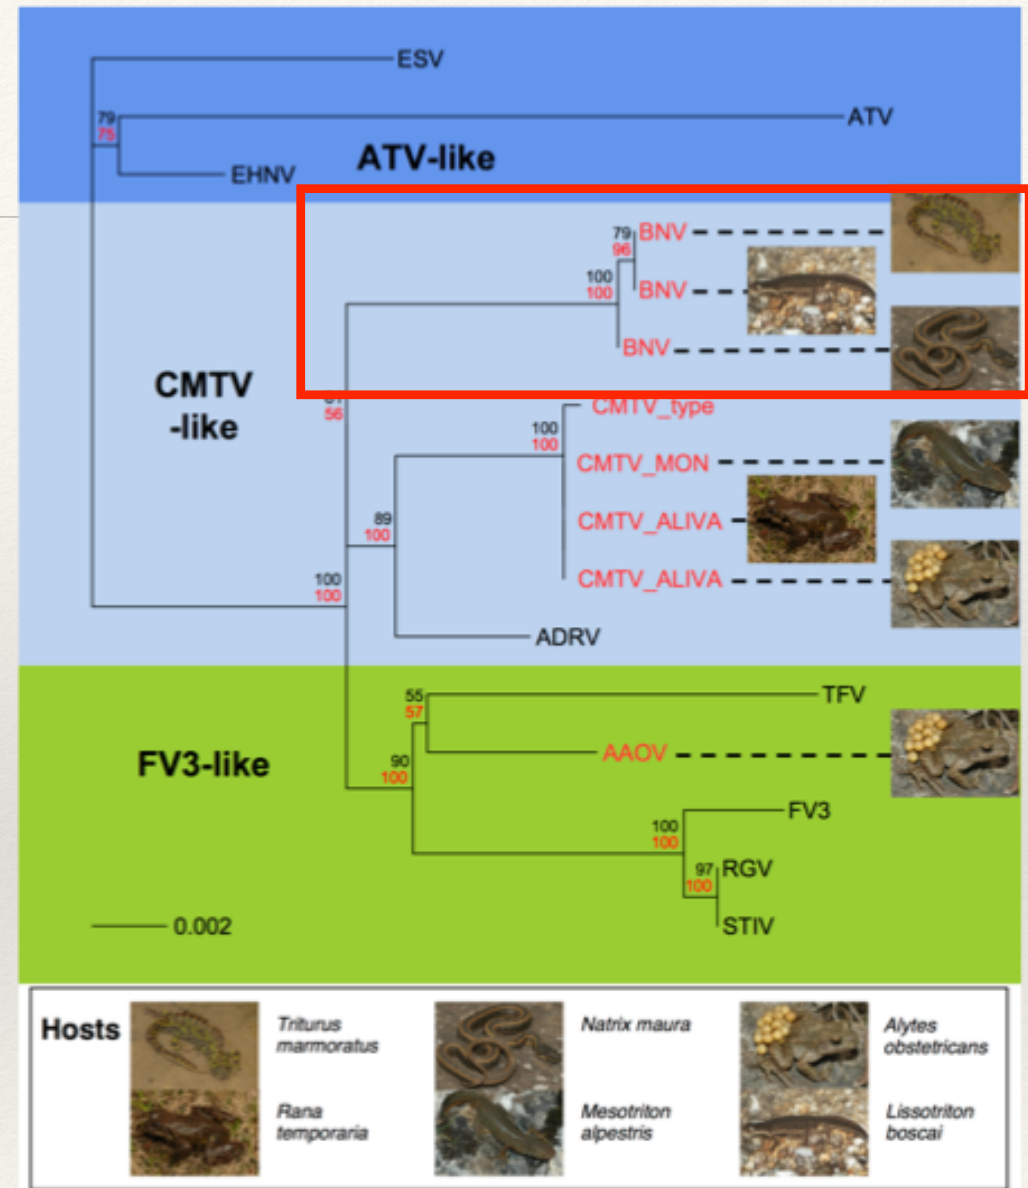 ESV
79
75
ATV
ATV-like
EHNV
79
96
BNV
100
100
BNV
BNV
CMTV
-like
56
CMTV_type
100
100
CMTV_MON
CMTV_ALIVA
89
100
CMTV_ALIVA
100
100
ADRV
55
57
TFV
FV3-like
AAOV
90
100
FV3
100
100
97
100
RGV
0.002
STIV
Hosts
Triturus
marmoratus
Natrix maura
Alytes
obstetricans
Rana
temporaria
Mesotriton
alpestris
Lissotriton
boscai